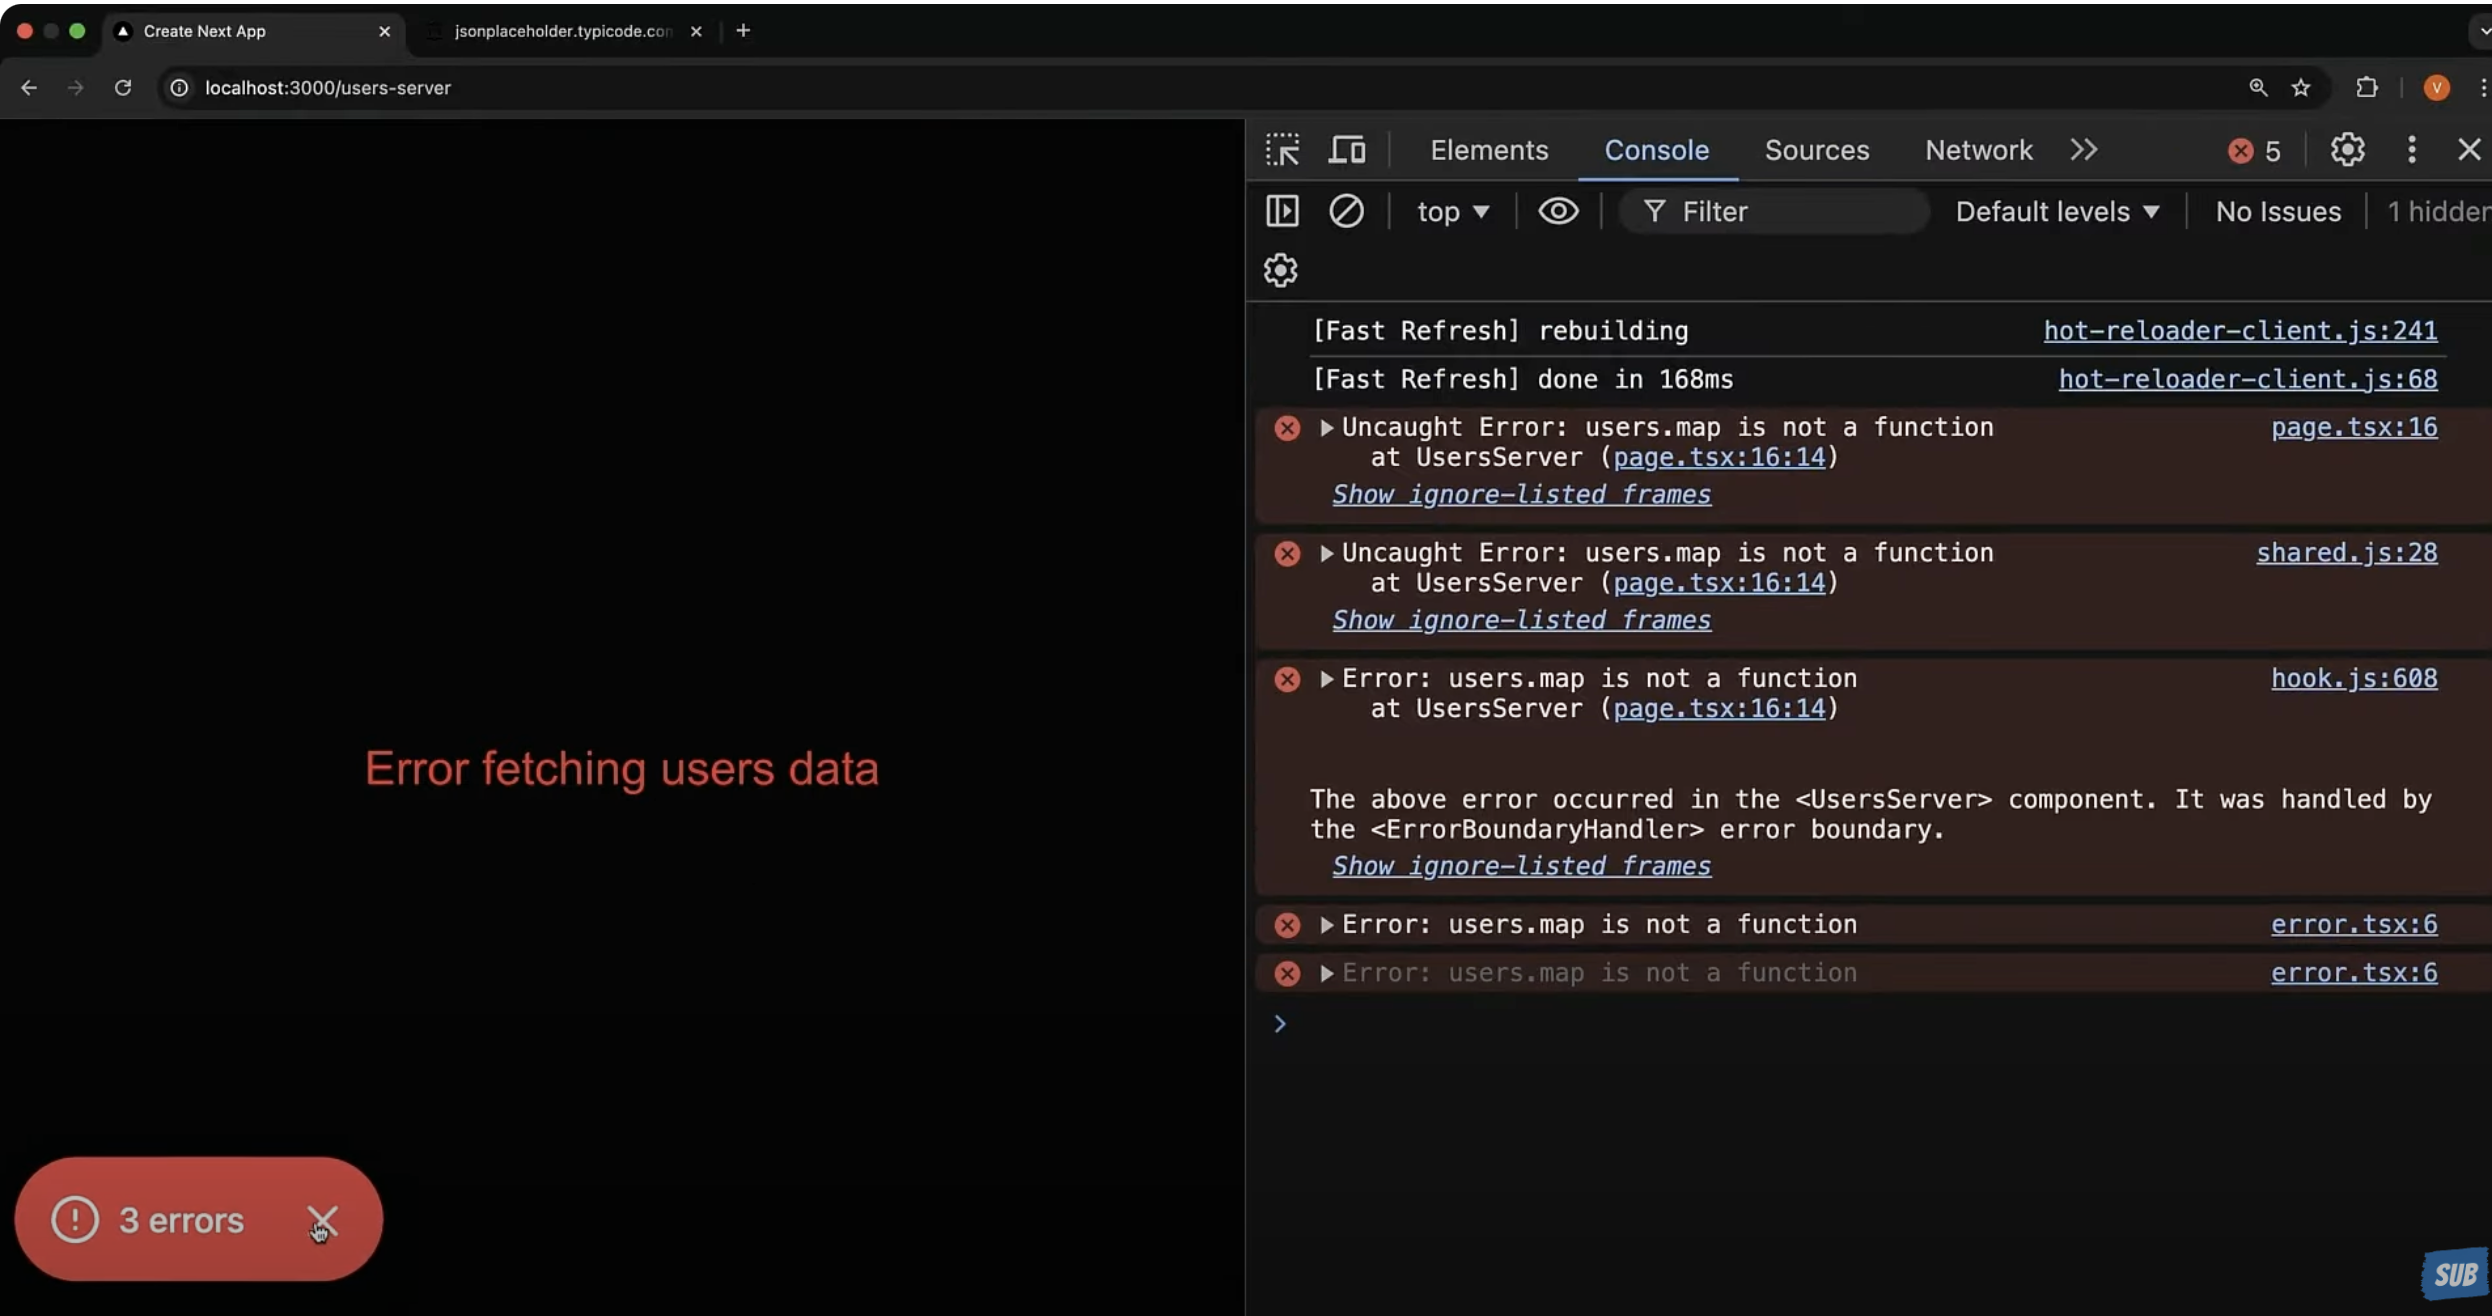 Create Next App
jsonplaceholder.typicode.con
localhost:3000/users-server
V
Elements Console Sources Network 5
top Filter Default levels No Issues 1 hidden
[Fast Refresh] rebuilding hot-reloader-client.js:241
[Fast Refresh] done in 168ms hot-reloader-client.js:68
Uncaught Error: users.map is not a function page.tsx:16
at UsersServer (page.tsx:16:14)
Show ignore-listed frames
Uncaught Error: users.map is not a function shared.js:28
at UsersServer (page.tsx:16:14)
Show ignore-listed frames
Error: users.map is not a function hook.js:608
at UsersServer (page.tsx:16:14)
The above error occurred in the <UsersServer> component. It was handled by
the <ErrorBoundaryHandler> error boundary.
Show ignore-listed frames
Error: users.map is not a function error.tsx:6
Error: users.map is not a function error.tsx:6
Error fetching users data
3 errors
SUB